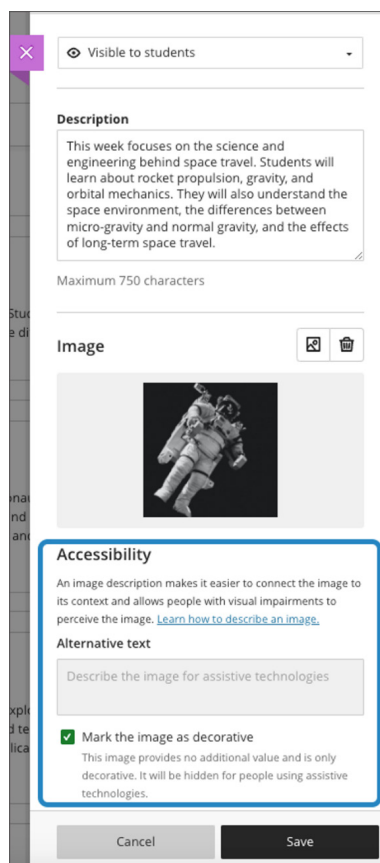 Visible to students
Description
This week focuses on the science and
engineering behind space travel. Students will
learn about rocket propulsion, gravity, and
orbital mechanics. They will also understand the
space environment, the differences between
micro-gravity and normal gravity, and the effects
of long-term space travel.
Maximum 750 characters
Image
Accessibility
An image description makes it easier to connect the image to
its context and allows people with visual impairments to
perceive the image. Learn how to describe an image.
Alternative text
Describe the image for assistive technologies
Mark the image as decorative
This image provides no additional value and is only
decorative. It will be hidden for people using assistive
technologies.
Cancel
Save